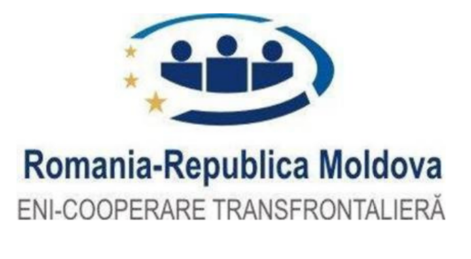 Romania-Republica Moldova
ENI-COOPERARE TRANSFRONTALIERĂ